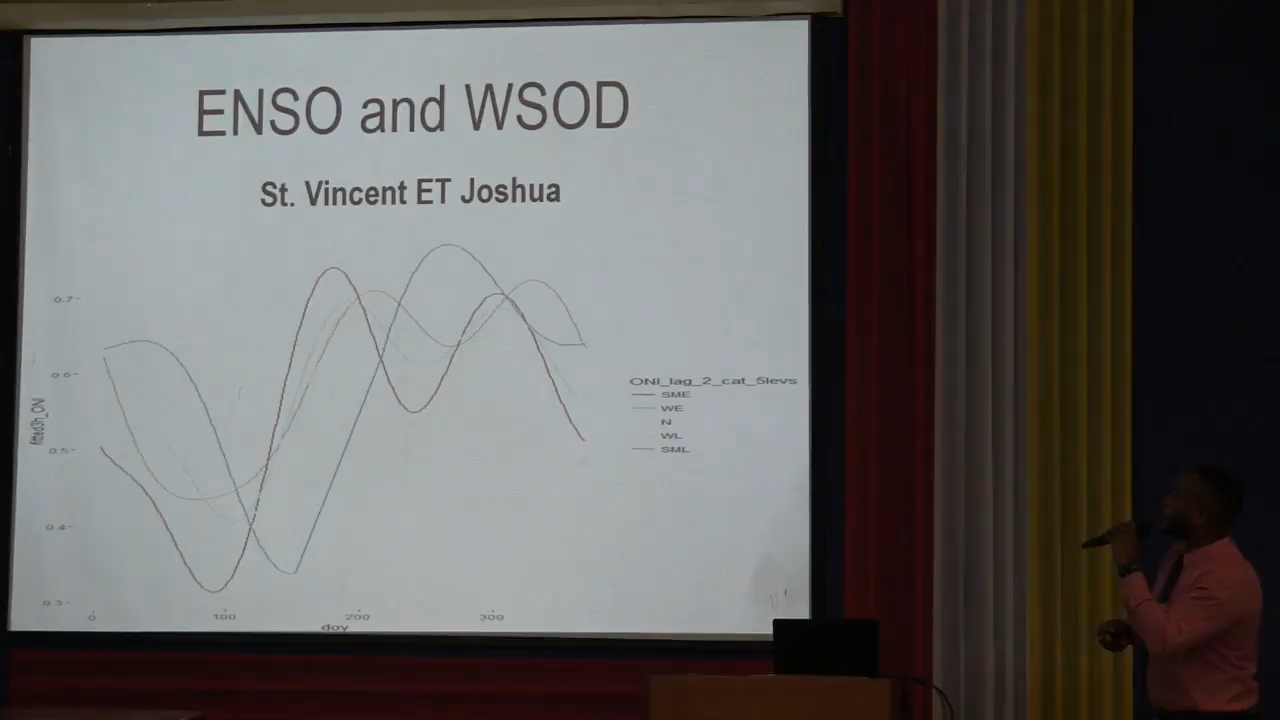 ENSO and WSOD
St. Vincent ET Joshua
0.7
0.6
0.5
0.4
0.3
0
100
200
300
day
ONI_lag_2_cat_5levs
SME
WE
N
WL
SML